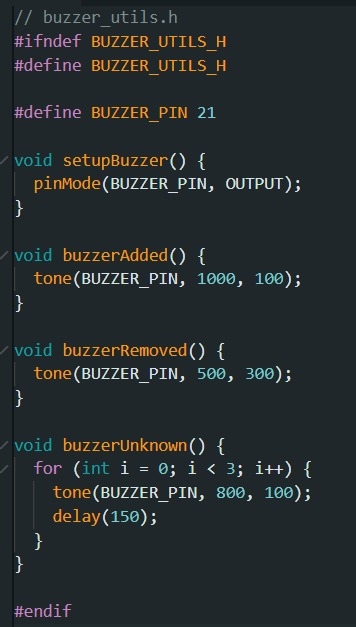 // buzzer_utils.h
#ifndef BUZZER_UTILS_H
#define BUZZER_UTILS_H

#define BUZZER_PIN 21

void setupBuzzer() {
  pinMode(BUZZER_PIN, OUTPUT);
}

void buzzerAdded() {
  tone(BUZZER_PIN, 1000, 100);
}

void buzzerRemoved() {
  tone(BUZZER_PIN, 500, 300);
}

void buzzerUnknown() {
  for (int i = 0; i < 3; i++) {
    tone(BUZZER_PIN, 800, 100);
    delay(150);
  }
}

#endif